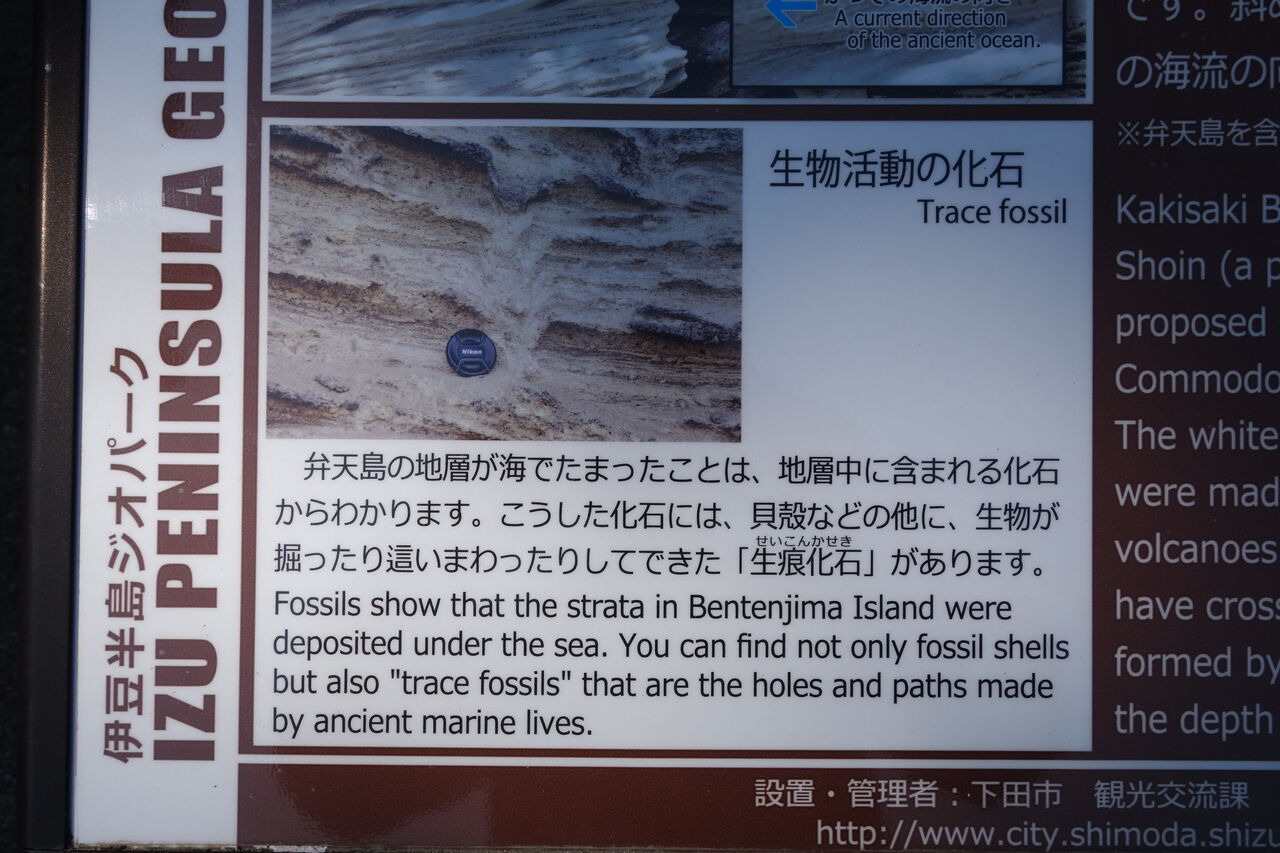 伊豆半島ジオパーク
IZU PENINSULA GEO
A current direction
of the ancient ocean.
Nikon
生物活動の化石
Trace fossil
弁天島の地層が海でたまったことは、地層中に含まれる化石
からわかります。こうした化石には、貝殻などの他に、生物が
せいこんかせき
掘ったり這いまわったりしてできた「生痕化石」があります。
Fossils show that the strata in Bentenjima Island were
deposited under the sea. You can find not only fossil shells
but also "trace fossils" that are the holes and paths made
by ancient marine lives.
です。斜め
の海流の向
※弁天島を含
Kakisaki B
Shoin (a p
proposed
Commodo
The white
were mad
volcanoes
have cross
formed by
the depth
設置・管理者：下田市　観光交流課
http://www.city.shimoda.shizu